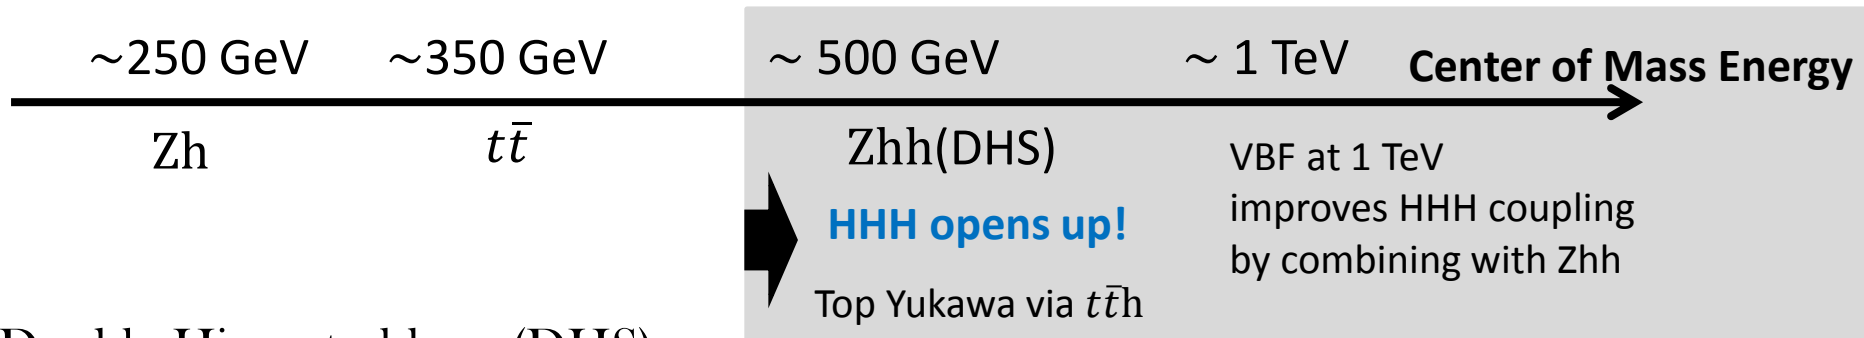 ~250 GeV ~350 GeV ~ 500 GeV ~ 1 TeV Center of Mass Energy
Zh tt̄ Zhh(DHS)
HHH opens up!
Top Yukawa via tt̄h
VBF at 1 TeV
improves HHH coupling
by combining with Zhh
(DHS)